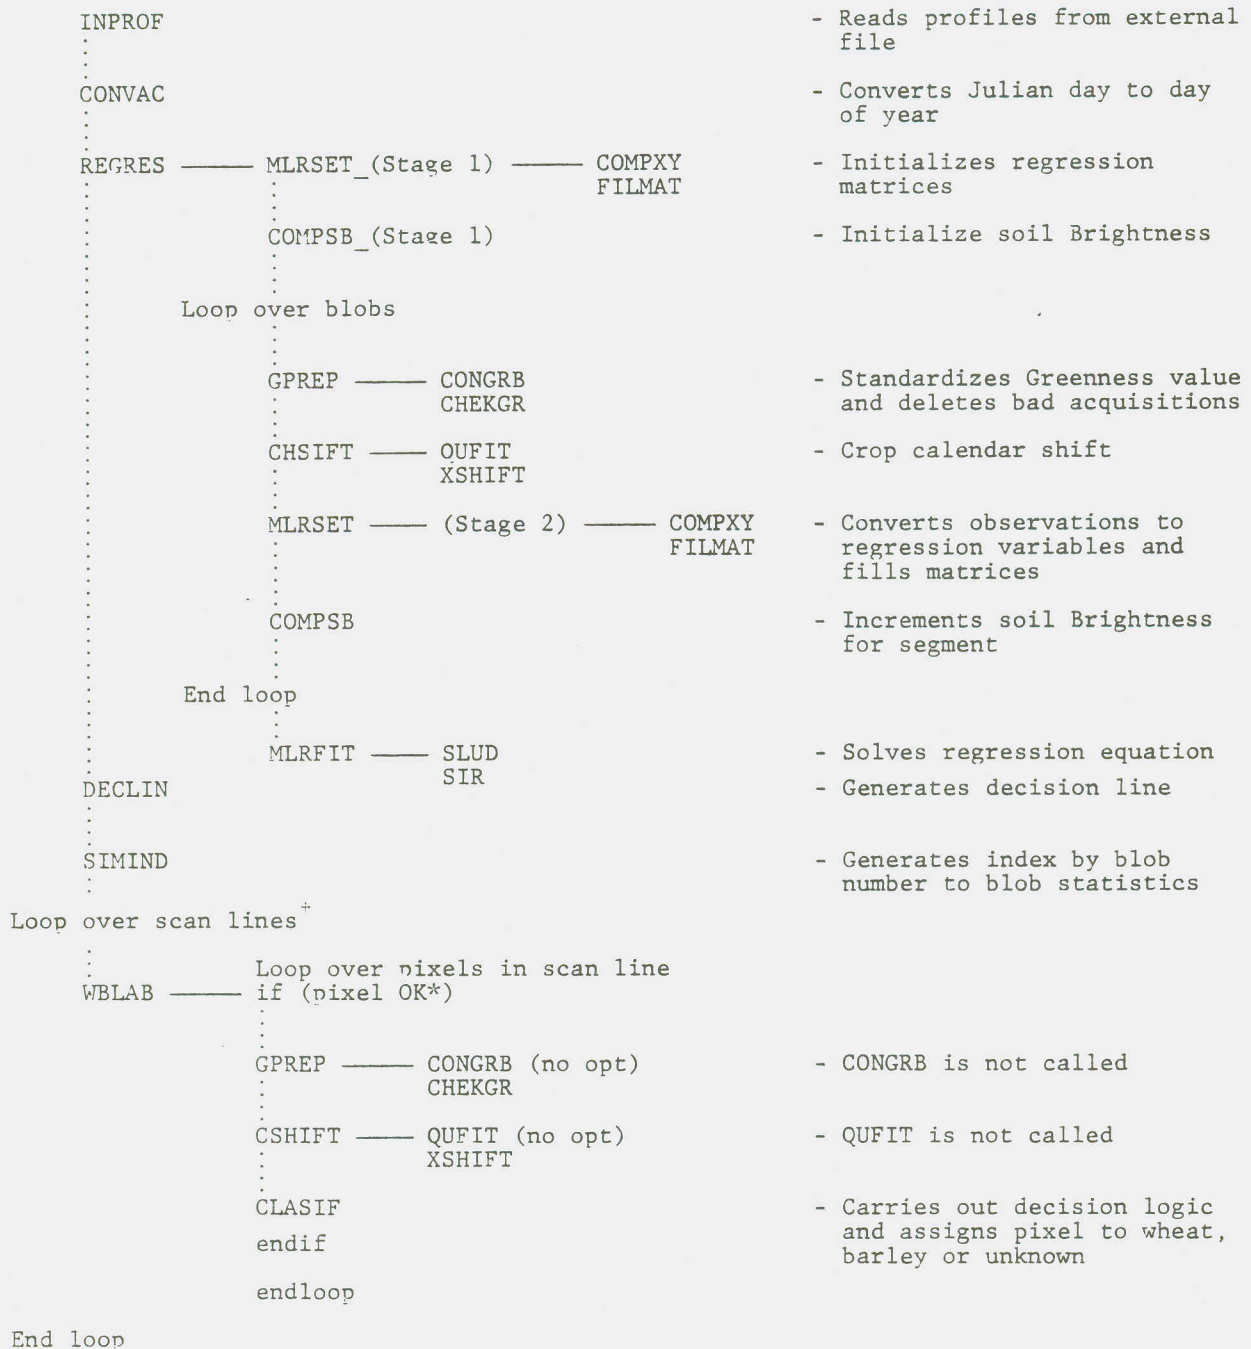 INPROF - Reads profiles from external
file
CONVAC - Converts Julian day to day
of year
REGRES MLRSET_(Stage 1) COMPXY - Initializes regression
FILMAT matrices
COMPSB_(Stage 1) - Initialize soil Brightness
Loop over blobs
GPREP CONGRB - Standardizes Greenness value
CHEKGR and deletes bad acquisitions
CHSIFT OUFIT - Crop calendar shift
XSHIFT
MLRSET (Stage 2) COMPXY - Converts observations to
FILMAT regression variables and
fills matrices
COMPSB - Increments soil Brightness
for segment
End loop
MLRFIT SLUD - Solves regression equation
SIR
DECLIN - Generates decision line
SIMIND - Generates index by blob
number to blob statistics
Loop over scan lines+
Loop over pixels in scan line
WBLAB if (pixel OK*)
GPREP CONGRB (no opt) - CONGRB is not called
CHEKGR
CSHIFT QUFIT (no opt) - QUFIT is not called
XSHIFT
CLASIF - Carries out decision logic
and assigns pixel to wheat,
endif
barley or unknown
endloop
End loop